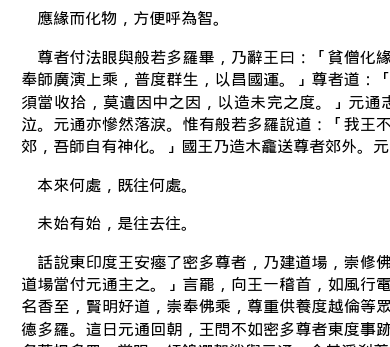 應緣而化物，方便呼為智。
尊者付法眼與般若多羅畢，乃辭王曰：「貧僧化緣
奉師廣演上乘，普度群生，以昌國運。」尊者道：「
須當收拾，莫遺因中之因，以造未完之度。」元通志
泣。元通亦慘然落淚。惟有般若多羅說道：「我王不
郊，吾師自有神化。」國王乃造木龕送尊者郊外。元
本來何處，既往何處。
未始有始，是往去往。
話說東印度王安瘞了密多尊者，乃建道場，崇修佛
道場當付元通主之。」言罷，向王一稽首，如風行電
名香至，賢明好道，崇奉佛乘，尊重供養度越倫等眾
德多羅。這日元通回朝，王問不如密多尊者東度事跡